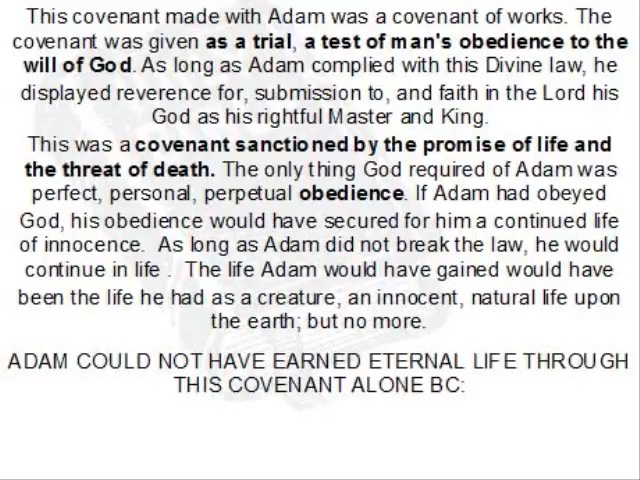 This covenant made with Adam was a covenant of works. The
covenant was given as a trial, a test of man's obedience to the
will of God. As long as Adam complied with this Divine law, he
displayed reverence for, submission to, and faith in the Lord his
God as his rightful Master and King.
This was a covenant sanctioned by the promise of life and
the threat of death. The only thing God required of Adam was
perfect, personal, perpetual obedience. If Adam had obeyed
God, his obedience would have secured for him a continued life
of innocence. As long as Adam did not break the law, he would
continue in life . The life Adam would have gained would have
been the life he had as a creature, an innocent, natural life upon
the earth; but no more.
ADAM COULD NOT HAVE EARNED ETERNAL LIFE THROUGH
THIS COVENANT ALONE BC: